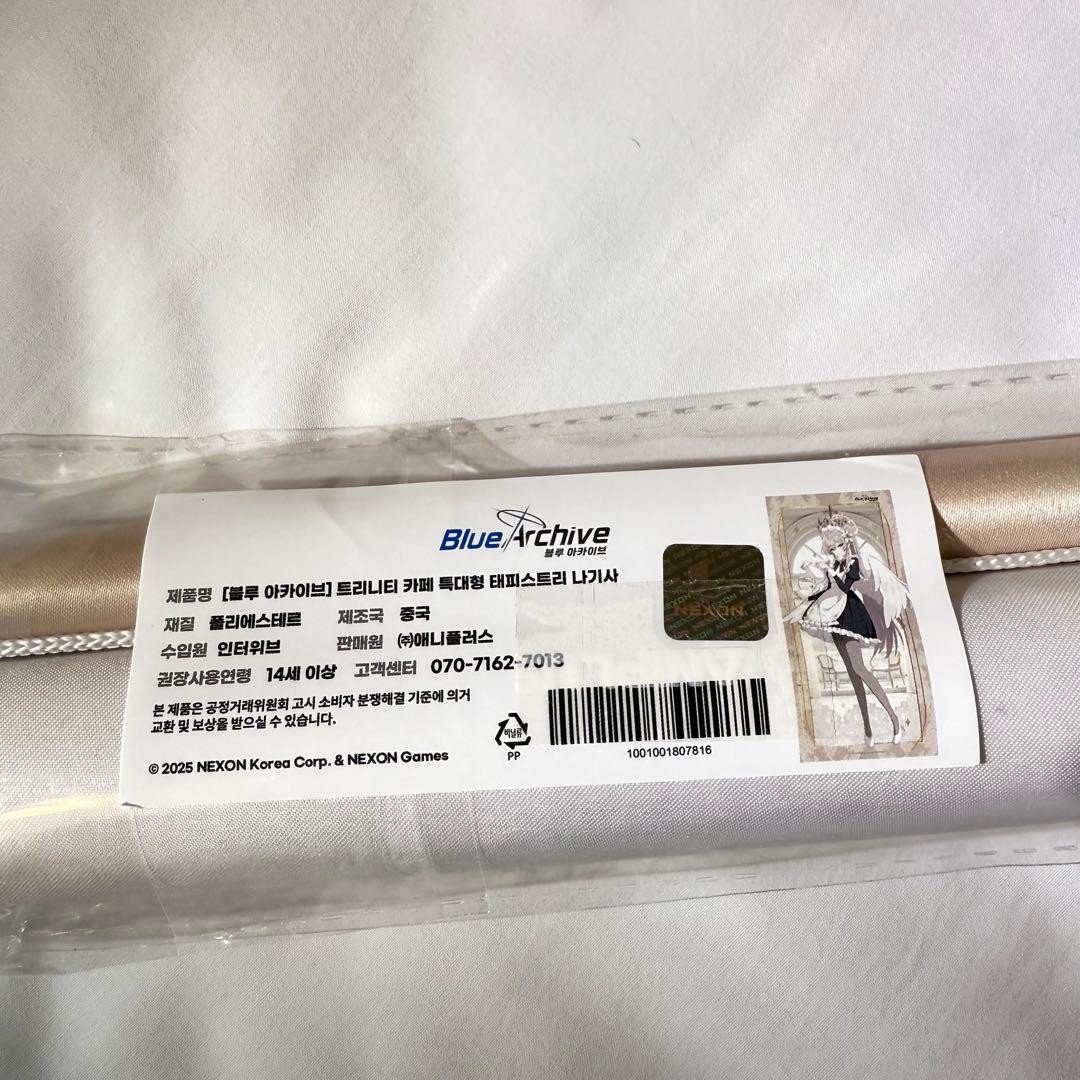 Blue Archive
블루 아카이브
제품명 [블루 아카이브] 트리니티 카페 특대형 태피스트리 나기사
재질 폴리에스테르 제조국 중국
수입원 인터위브 판매원 ㈜애니플러스
권장사용연령 14세 이상 고객센터 070-7162-7013
본 제품은 공정거래위원회 고시 소비자 분쟁해결 기준에 의거
교환 및 보상을 받으실 수 있습니다.
비닐류
PP
© 2025 NEXON Korea Corp. & NEXON Games
1001001807816
NEXON